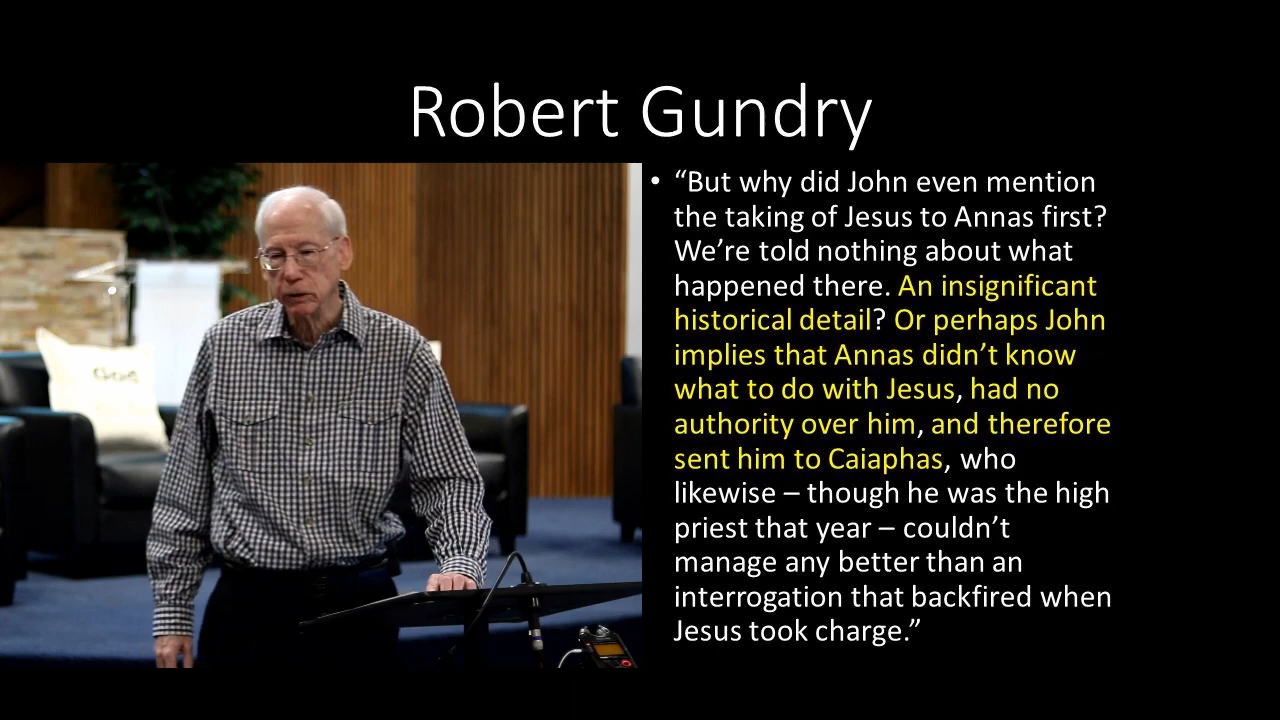 Robert Gundry
• “But why did John even mention
the taking of Jesus to Annas first?
We’re told nothing about what
happened there. An insignificant
historical detail? Or perhaps John
implies that Annas didn’t know
what to do with Jesus, had no
authority over him, and therefore
sent him to Caiaphas, who
likewise – though he was the high
priest that year – couldn’t
manage any better than an
interrogation that backfired when
Jesus took charge.”